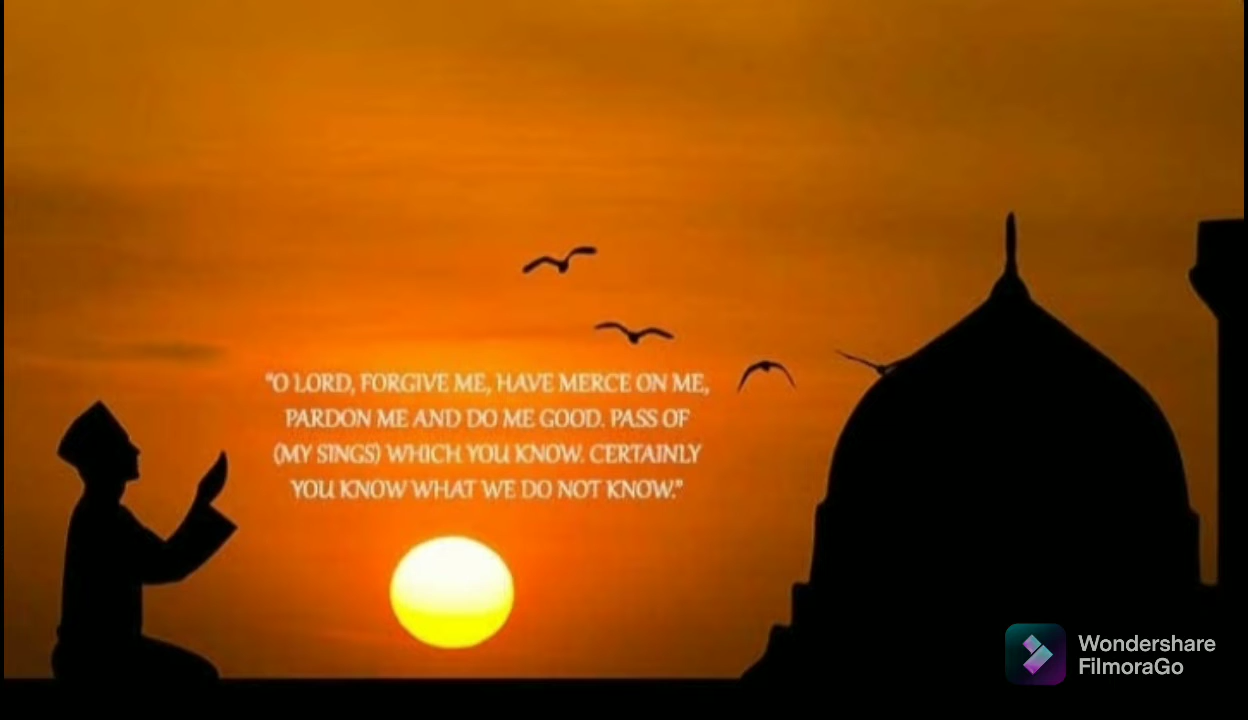 "O LORD, FORGIVE ME, HAVE MERCE ON ME,
PARDON ME AND DO ME GOOD. PASS OF
(MY SINGS) WHICH YOU KNOW. CERTAINLY
YOU KNOW WHAT WE DO NOT KNOW."
Wondershare
FilmoraGo